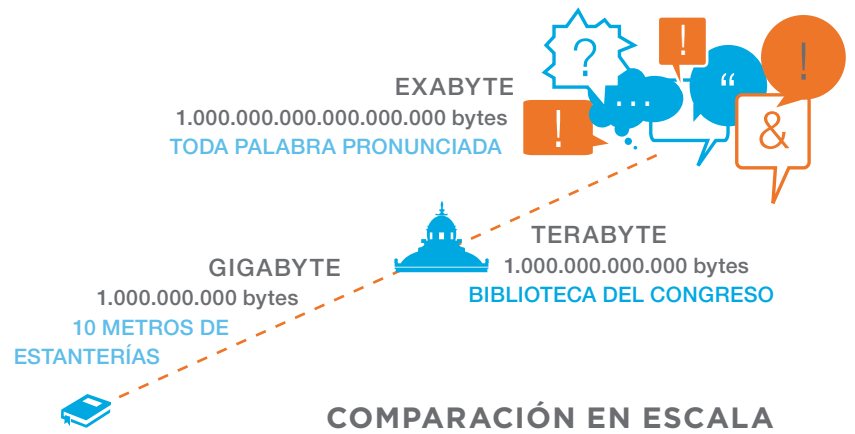 EXABYTE
1.000.000.000.000.000.000 bytes
TODA PALABRA PRONUNCIADA
?
!
...
“
!
!
&
TERABYTE
1.000.000.000.000 bytes
BIBLIOTECA DEL CONGRESO
GIGABYTE
1.000.000.000 bytes
10 METROS DE
ESTANTERÍAS
COMPARACIÓN EN ESCALA